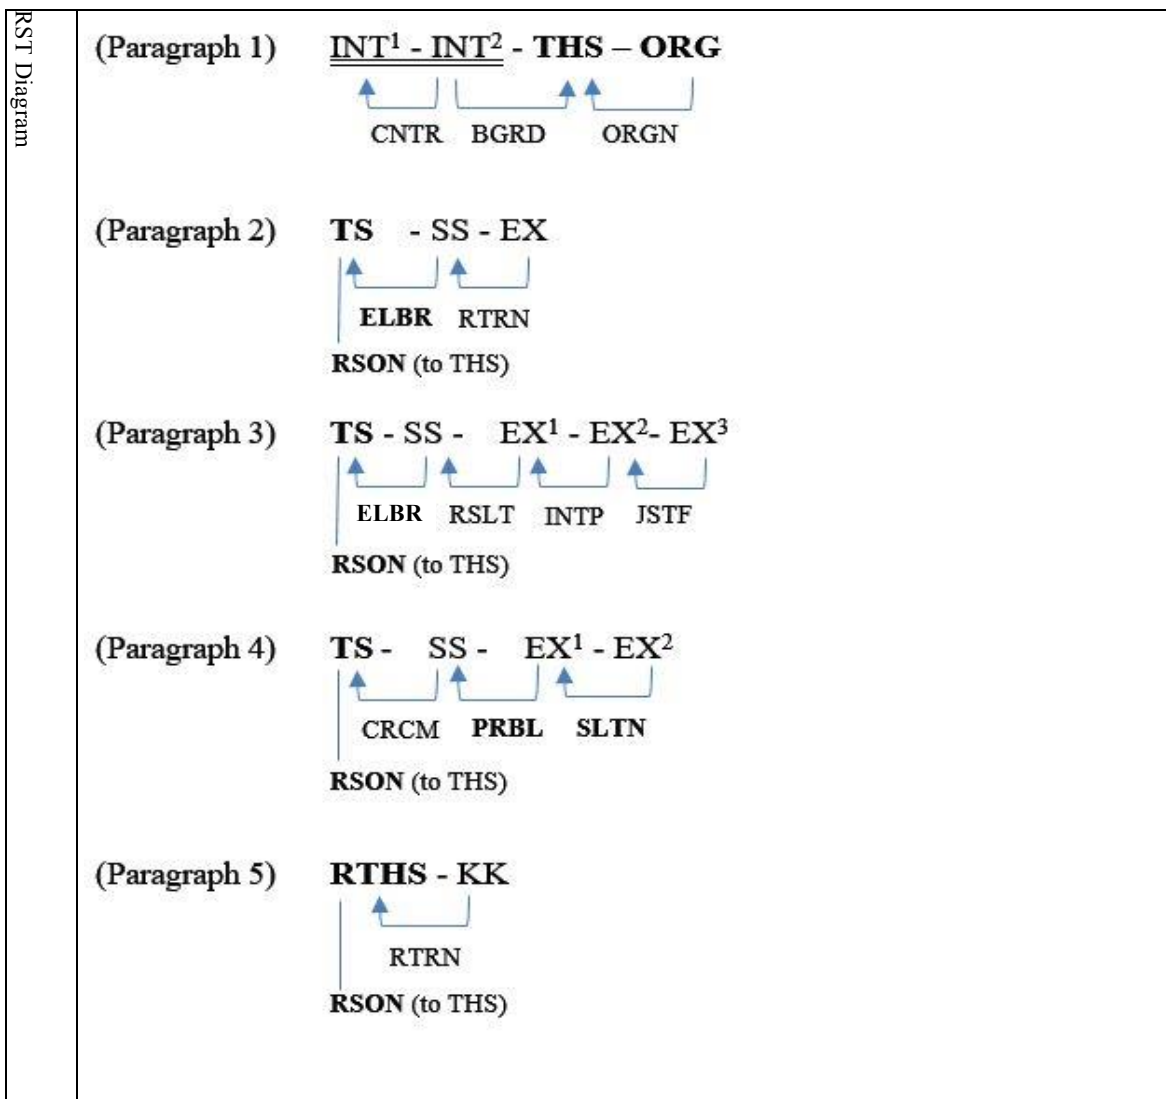 RST Diagram
(Paragraph 1) INT¹ - INT² - THS – ORG
CNTR BGRD ORGN
(Paragraph 2) TS - SS - EX
ELBR RTRN
RSON (to THS)
(Paragraph 3) TS - SS - EX¹ - EX²- EX³
ELBR RSLT INTP JSTF
RSON (to THS)
(Paragraph 4) TS - SS - EX¹ - EX²
CRCM PRBL SLTN
RSON (to THS)
(Paragraph 5) RTHS - KK
RTRN
RSON (to THS)